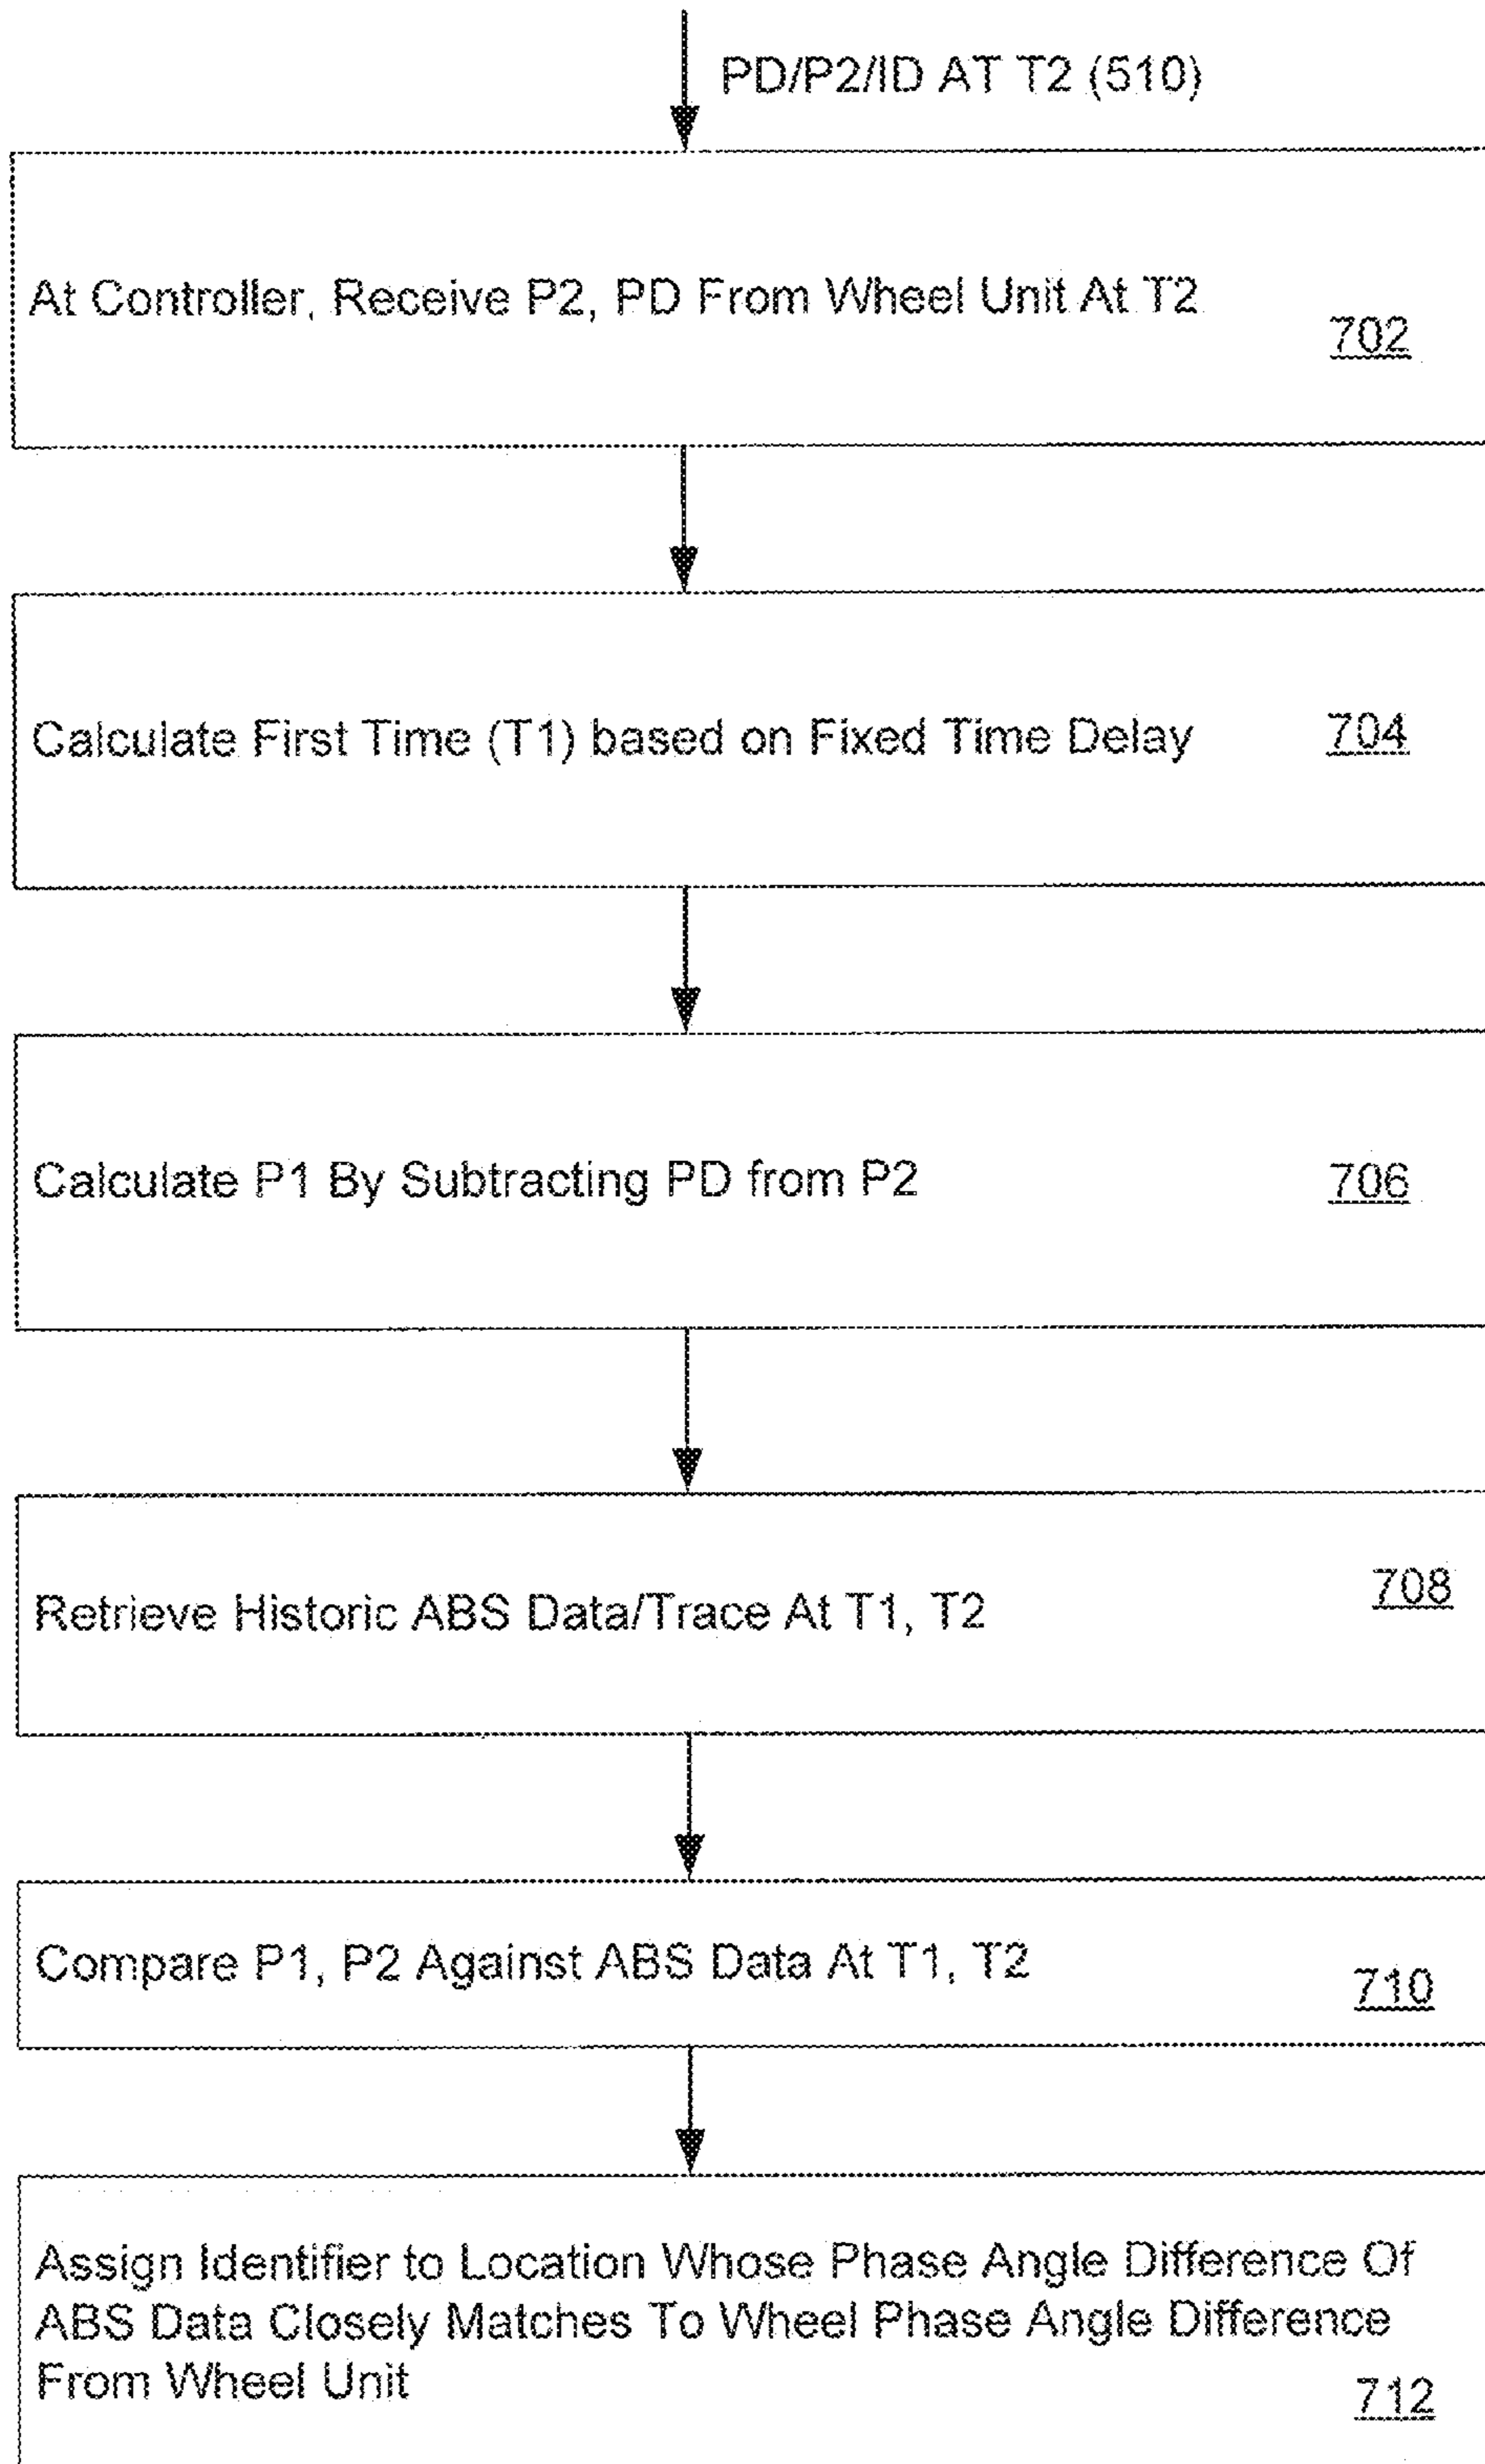 PD/P2/ID AT T2 (510)
At Controller, Receive P2, PD From Wheel Unit At T2
702
Calculate First Time (T1) based on Fixed Time Delay
704
Calculate P1 By Subtracting PD from P2
706
Retrieve Historic ABS Data/Trace At T1, T2
708
Compare P1, P2 Against ABS Data At T1, T2
710
Assign Identifier to Location Whose Phase Angle Difference Of
ABS Data Closely Matches To Wheel Phase Angle Difference
From Wheel Unit
712